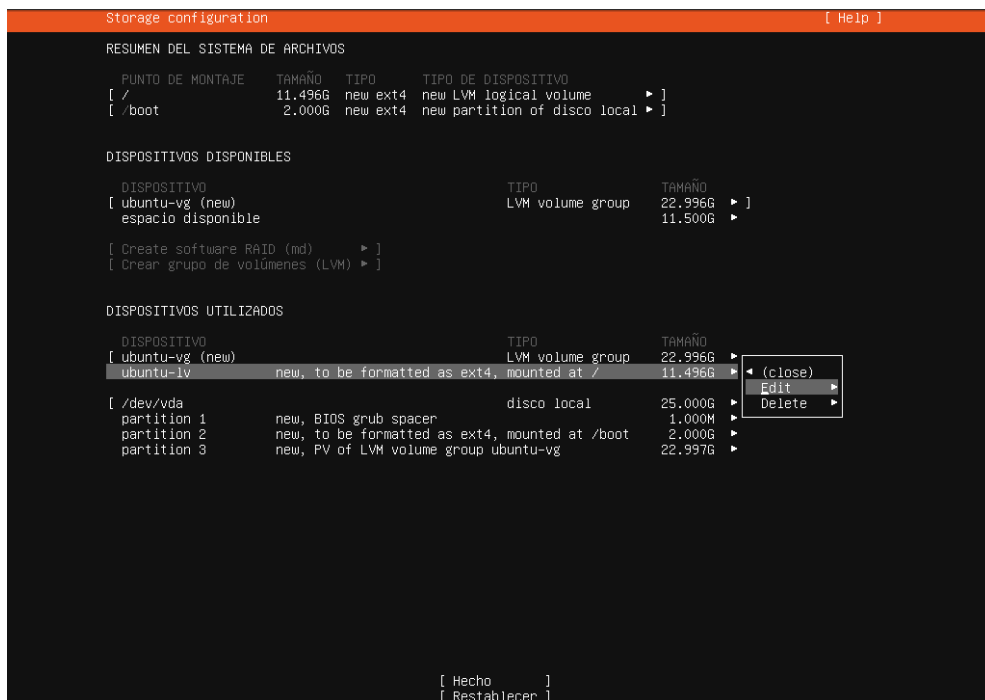 Storage configuration [ Help ]
RESUMEN DEL SISTEMA DE ARCHIVOS
PUNTO DE MONTAJE TAMAÑO TIPO TIPO DE DISPOSITIVO
[ / 11.496G new ext4 new LVM logical volume ► ]
[ /boot 2.000G new ext4 new partition of disco local ► ]
DISPOSITIVOS DISPONIBLES
DISPOSITIVO TIPO TAMAÑO
[ ubuntu-vg (new) LVM volume group 22.996G ► ]
espacio disponible 11.500G ►
[ Create software RAID (md) ► ]
[ Crear grupo de volúmenes (LVM) ► ]
DISPOSITIVOS UTILIZADOS
DISPOSITIVO TIPO TAMAÑO
[ ubuntu-vg (new) LVM volume group 22.996G ►
ubuntu-lv new, to be formatted as ext4, mounted at / 11.496G ► ◄ (close)
Edit ►
[ /dev/vda disco local 25.000G ► Delete ►
partition 1 new, BIOS grub spacer 1.000M ►
partition 2 new, to be formatted as ext4, mounted at /boot 2.000G ►
partition 3 new, PV of LVM volume group ubuntu-vg 22.997G ►
[ Hecho ]
[ Restablecer ]